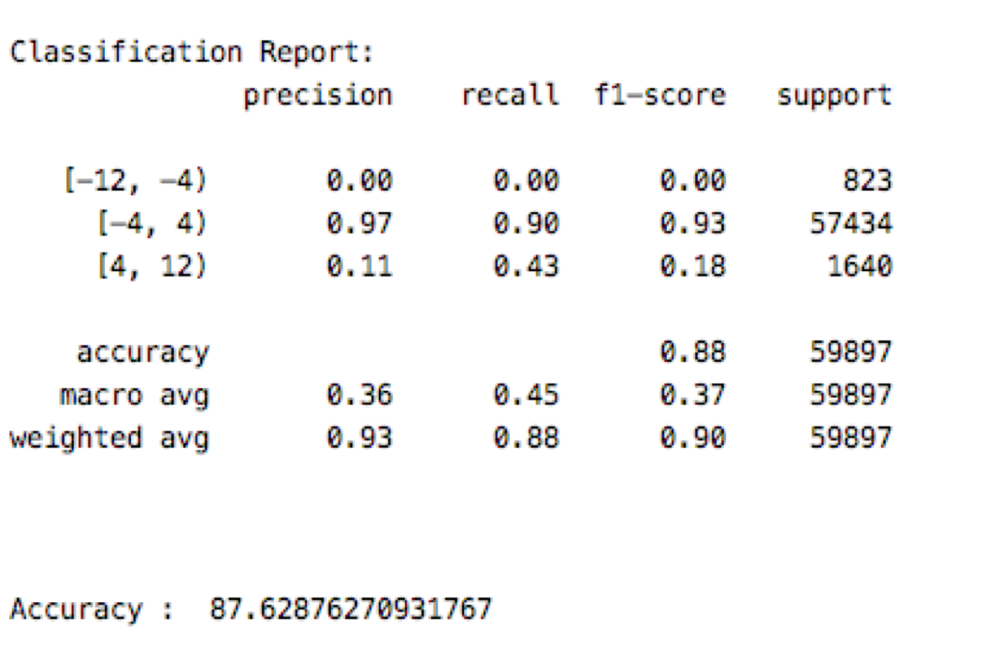 Classification Report:
precision recall f1-score support
[-12, -4) 0.00 0.00 0.00 823
[-4, 4) 0.97 0.90 0.93 57434
[4, 12) 0.11 0.43 0.18 1640
accuracy 0.88 59897
macro avg 0.36 0.45 0.37 59897
weighted avg 0.93 0.88 0.90 59897
Accuracy : 87.62876270931767